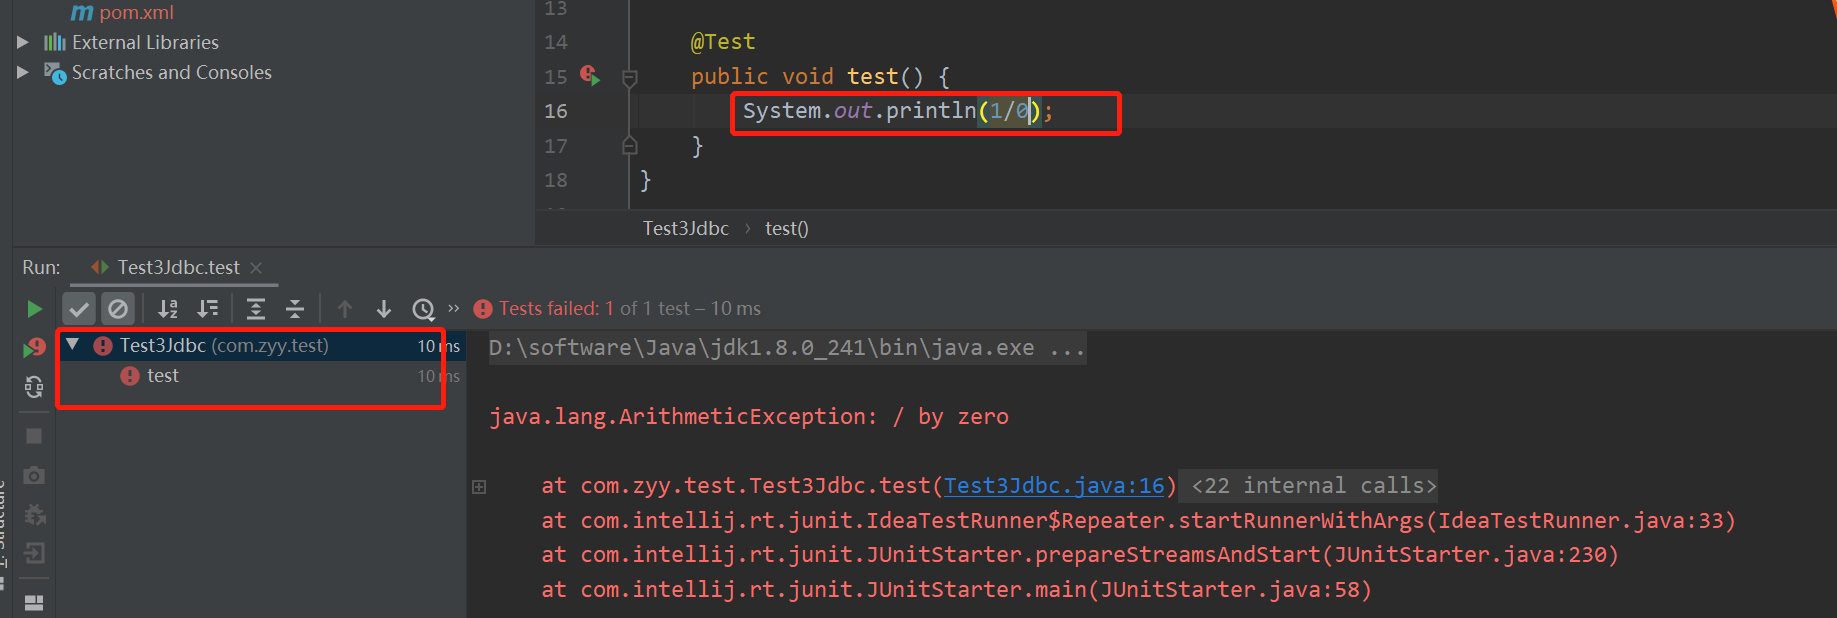 pom.xml
External Libraries
Scratches and Consoles
13
14 @Test
15 public void test() {
16 System.out.println(1/0);
17 }
18 }
Test3Jdbc › test()
Run: Test3Jdbc.test
Tests failed: 1 of 1 test – 10 ms
Test3Jdbc (com.zyy.test) 10 ms
test 10 ms
D:\software\Java\jdk1.8.0_241\bin\java.exe ...
java.lang.ArithmeticException: / by zero
at com.zyy.test.Test3Jdbc.test(Test3Jdbc.java:16) <22 internal calls>
at com.intellij.rt.junit.IdeaTestRunner$Repeater.startRunnerWithArgs(IdeaTestRunner.java:33)
at com.intellij.rt.junit.JUnitStarter.prepareStreamsAndStart(JUnitStarter.java:230)
at com.intellij.rt.junit.JUnitStarter.main(JUnitStarter.java:58)